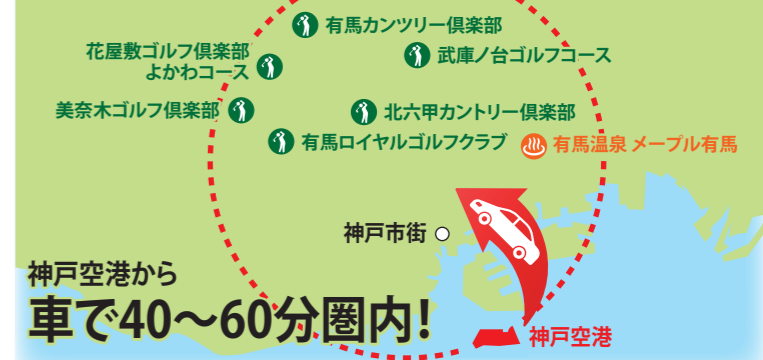 有馬カンツリー倶楽部
花屋敷ゴルフ倶楽部
よかわコース
武庫ノ台ゴルフコース
美奈木ゴルフ倶楽部
北六甲カントリー倶楽部
有馬ロイヤルゴルフクラブ
有馬温泉 メープル有馬
神戸市街
神戸空港から
車で40〜60分圏内!
神戸空港